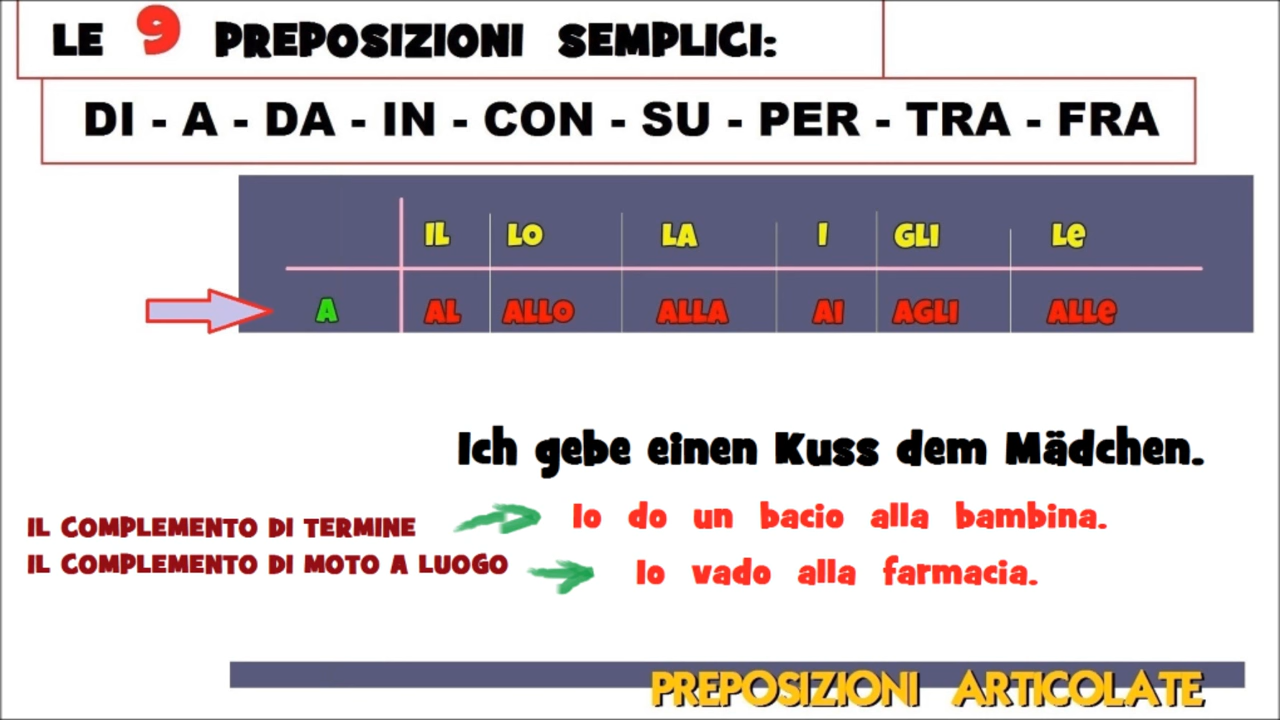 LE 9 PREPOSIZIONI SEMPLICI:
DI - A - DA - IN - CON - SU - PER - TRA - FRA
IL LO LA I GLI Le
A AL ALLO ALLA AI AGLI ALLe
Ich gebe einen Kuss dem Mädchen.
IL COMPLEMENTO DI TERMINE Io do un bacio alla bambina.
IL COMPLEMENTO DI MOTO A LUOGO Io vado alla farmacia.
PREPOSIZIONI ARTICOLATE